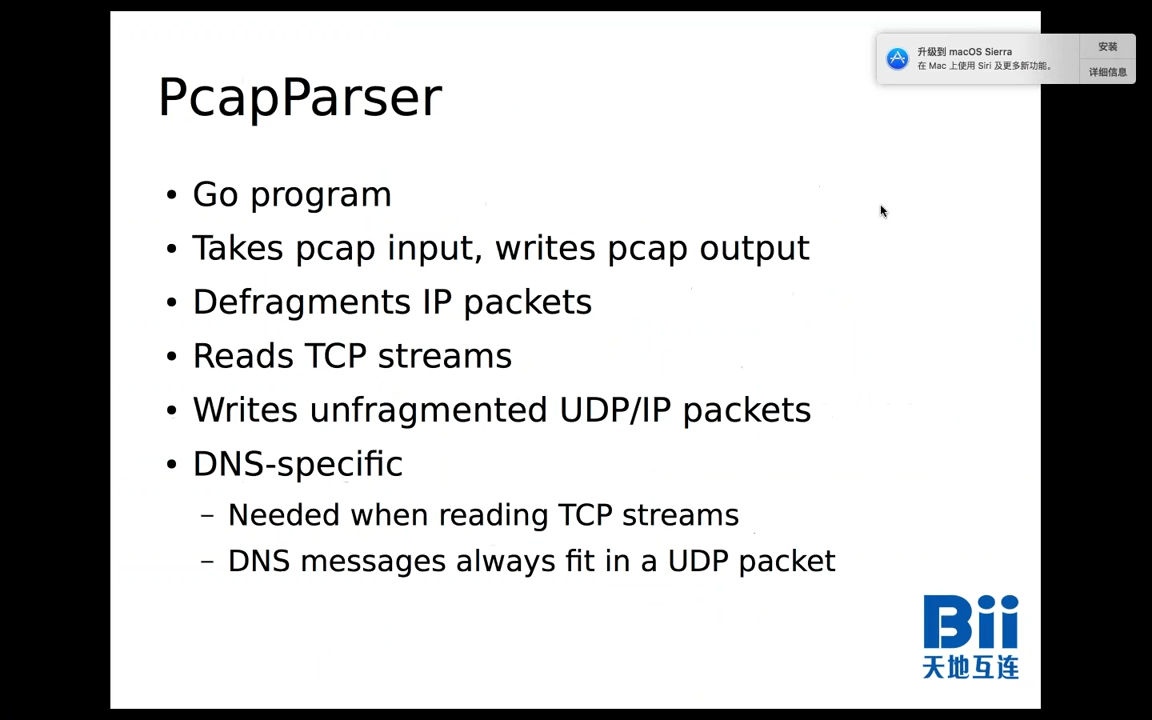 PcapParser
升级到 macOS Sierra
在 Mac 上使用 Siri 及更多新功能。
安装
详细信息
• Go program
• Takes pcap input, writes pcap output
• Defragments IP packets
• Reads TCP streams
• Writes unfragmented UDP/IP packets
• DNS-specific
– Needed when reading TCP streams
– DNS messages always fit in a UDP packet
Bii
天地互连